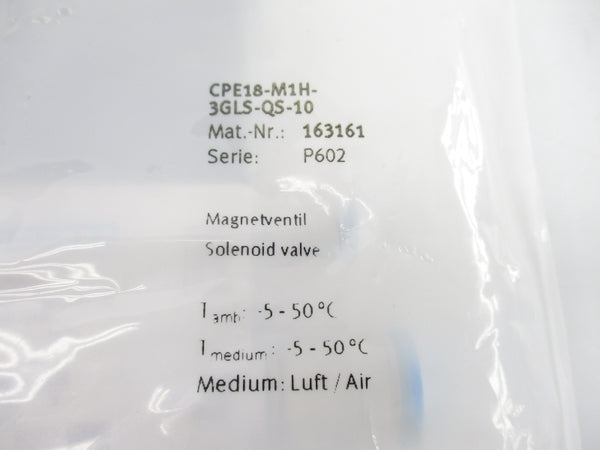 CPE18-M1H-
3GLS-QS-10
Mat.-Nr.: 163161
Serie: P602
Magnetventil
Solenoid valve
Tamb: -5 - 50°C
Tmedium: -5 - 50°C
Medium: Luft / Air